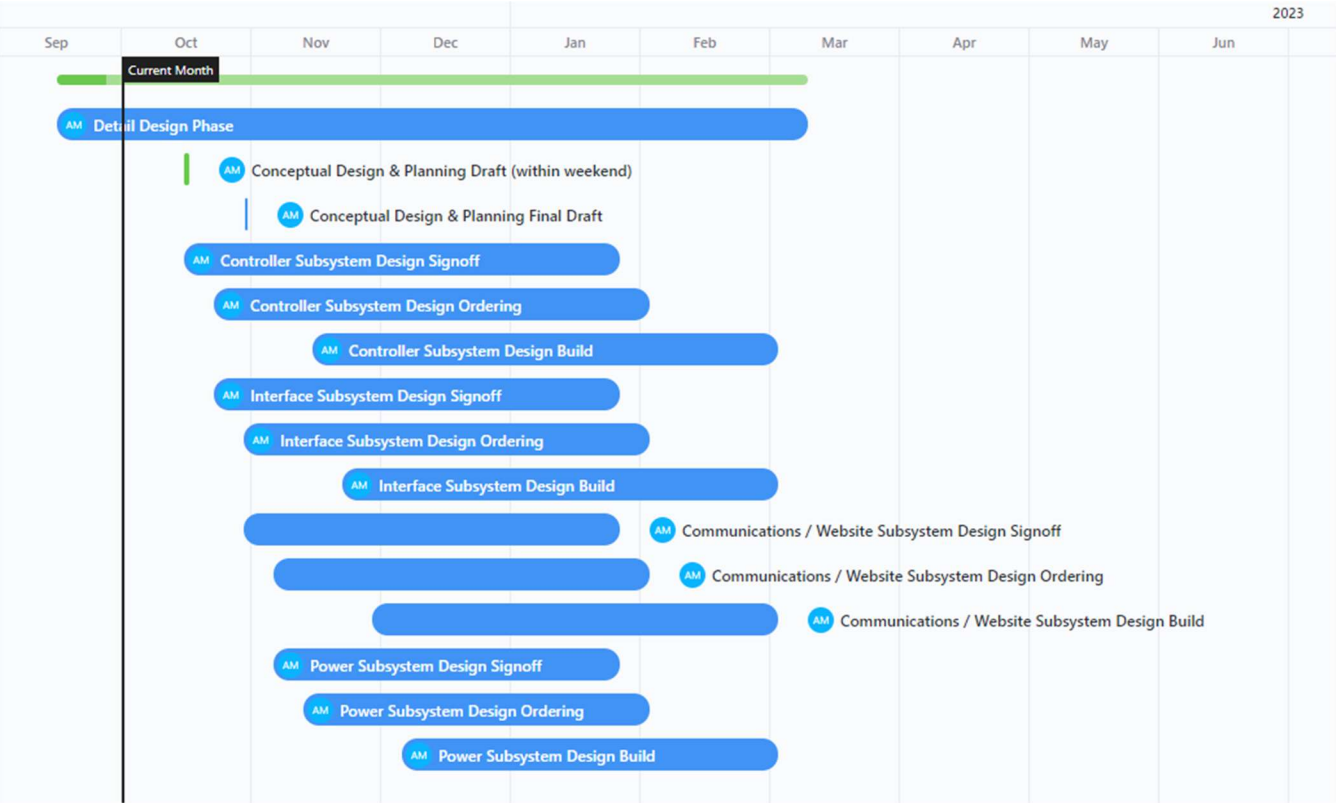 2023
Sep Oct Nov Dec Jan Feb Mar Apr May Jun
Current Month
AM Detail Design Phase
AM Conceptual Design & Planning Draft (within weekend)
AM Conceptual Design & Planning Final Draft
AM Controller Subsystem Design Signoff
AM Controller Subsystem Design Ordering
AM Controller Subsystem Design Build
AM Interface Subsystem Design Signoff
AM Interface Subsystem Design Ordering
AM Interface Subsystem Design Build
AM Communications / Website Subsystem Design Signoff
AM Communications / Website Subsystem Design Ordering
AM Communications / Website Subsystem Design Build
AM Power Subsystem Design Signoff
AM Power Subsystem Design Ordering
AM Power Subsystem Design Build